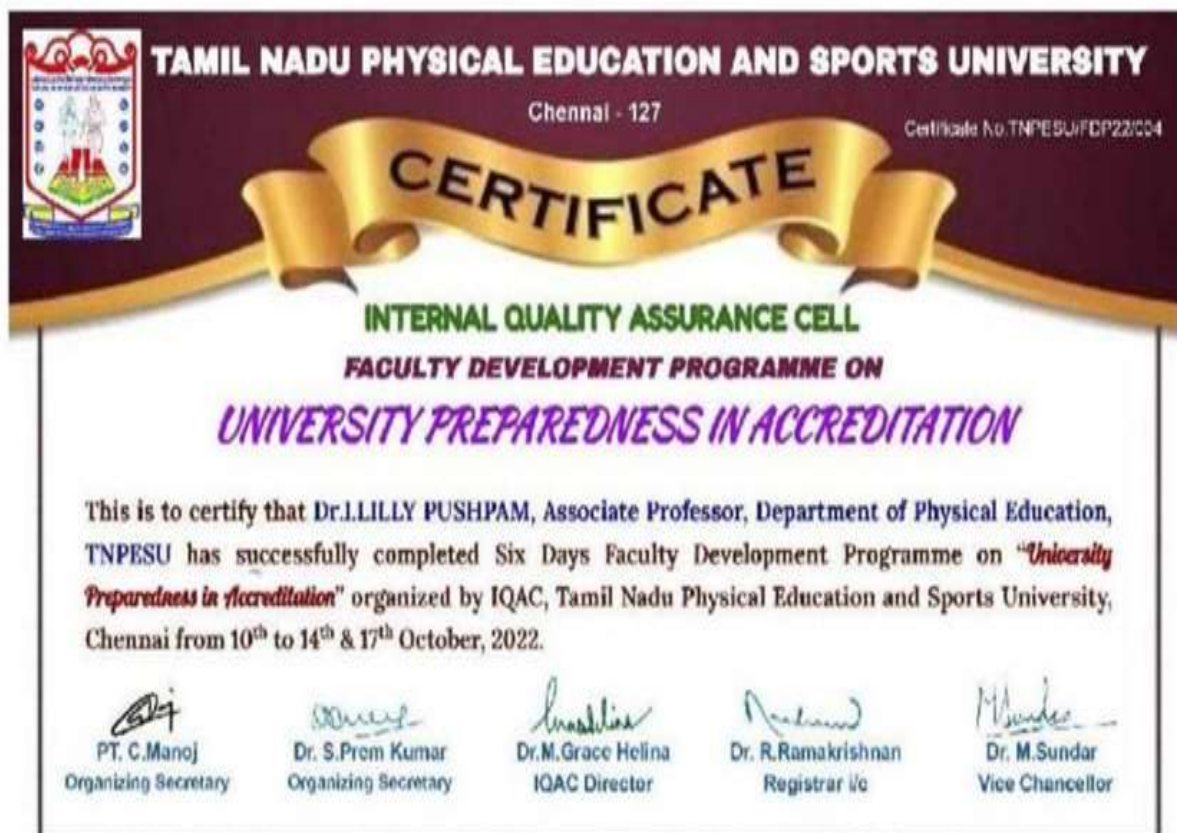 TAMIL NADU PHYSICAL EDUCATION AND SPORTS UNIVERSITY
Chennai - 127
Certificate No.TNPESU/FDP22/004
CERTIFICATE
INTERNAL QUALITY ASSURANCE CELL
FACULTY DEVELOPMENT PROGRAMME ON
UNIVERSITY PREPAREDNESS IN ACCREDITATION
This is to certify that Dr.I.LILLY PUSHPAM, Associate Professor, Department of Physical Education,
TNPESU has successfully completed Six Days Faculty Development Programme on "University
Preparedness in Accreditation" organized by IQAC, Tamil Nadu Physical Education and Sports University,
Chennai from 10th to 14th & 17th October, 2022.
PT. C.Manoj Dr. S.Prem Kumar Dr.M.Grace Helina Dr. R.Ramakrishnan Dr. M.Sundar
Organizing Secretary Organizing Secretary IQAC Director Registrar i/c Vice Chancellor